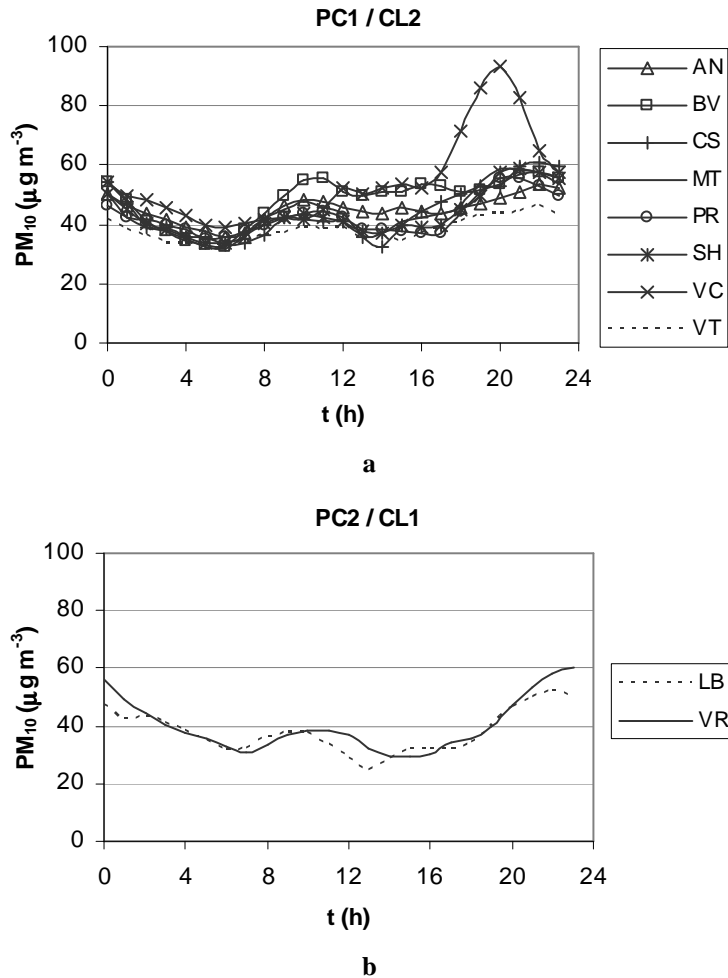 PC1 / CL2
PM10 (µg m-3)
100
80
60
40
20
0
0 4 8 12 16 20 24
t (h)
AN
BV
CS
MT
PR
SH
VC
VT
a
PC2 / CL1
PM10 (µg m-3)
100
80
60
40
20
0
0 4 8 12 16 20 24
t (h)
LB
VR
b